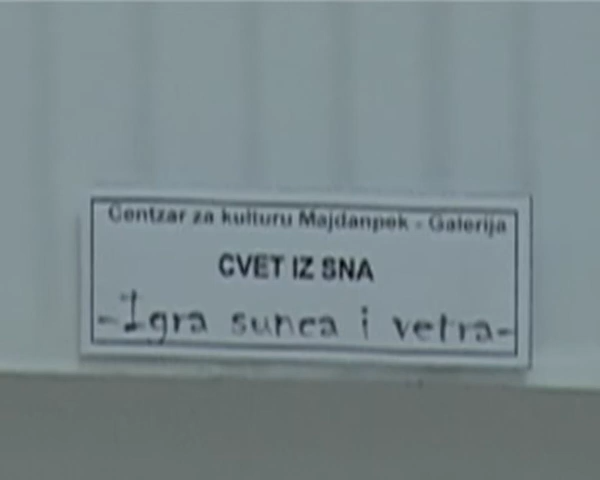 Centzar za kulturu Majdanpek - Galerija
CVET IZ SNA
-Igra sunca i vetra-